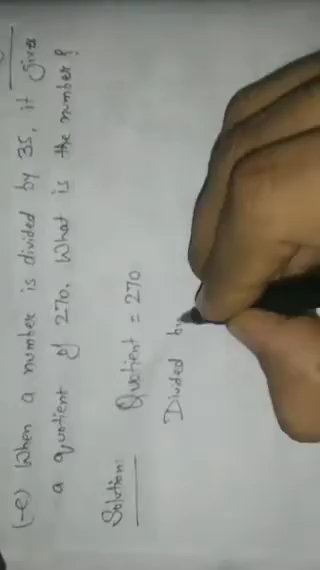 (-e) When a number is divided by 35, it gives
a quotient of 270. What is the number?
Solution:
Quotient = 270
Divided by